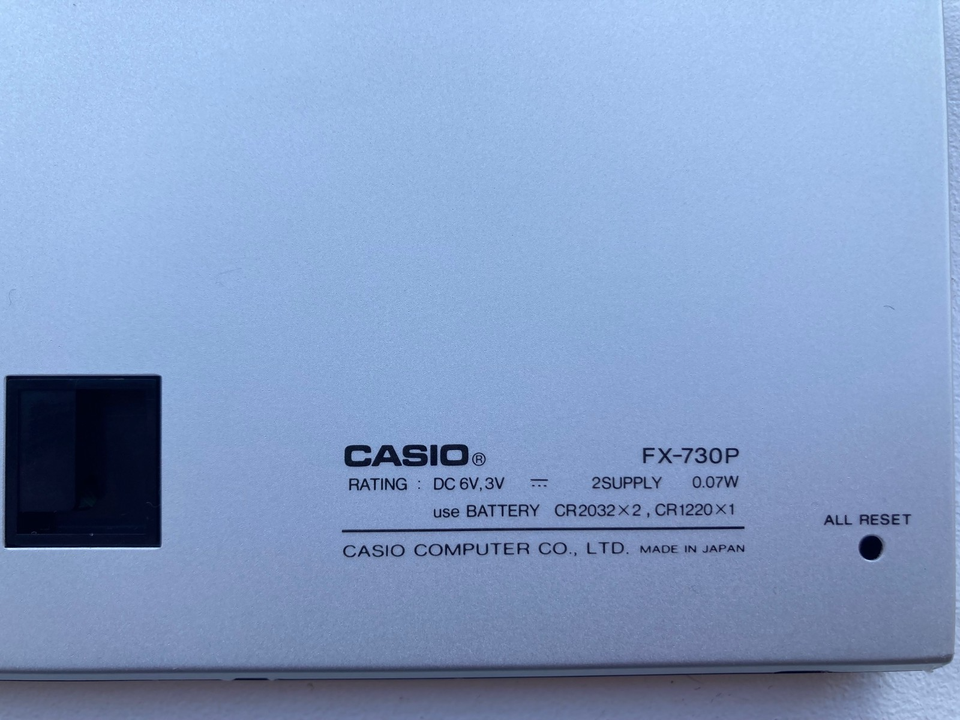 CASIO® FX-730P
RATING : DC 6V, 3V ⎓ 2SUPPLY 0.07W
use BATTERY CR2032×2 , CR1220×1
CASIO COMPUTER CO., LTD. MADE IN JAPAN
ALL RESET